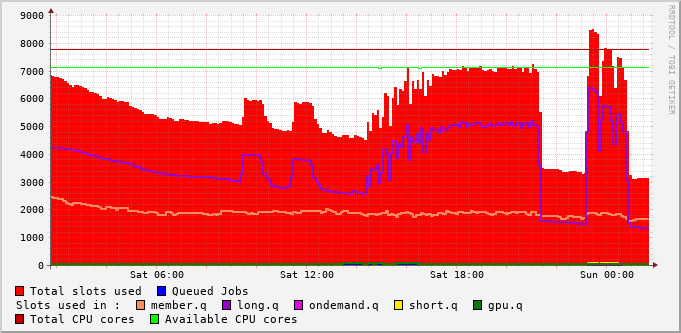 9000
8000
7000
6000
5000
4000
3000
2000
1000
0
Sat 06:00 Sat 12:00 Sat 18:00 Sun 00:00
RRDTOOL / TOBI OETIKER
Total slots used Queued Jobs
Slots used in : member.q long.q ondemand.q short.q gpu.q
Total CPU cores Available CPU cores